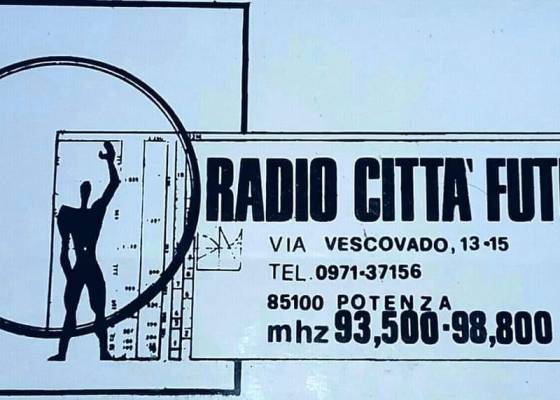 RADIO CITTA' FUT
VIA VESCOVADO, 13-15
TEL. 0971-37156
85100 POTENZA
mhz 93,500-98,800